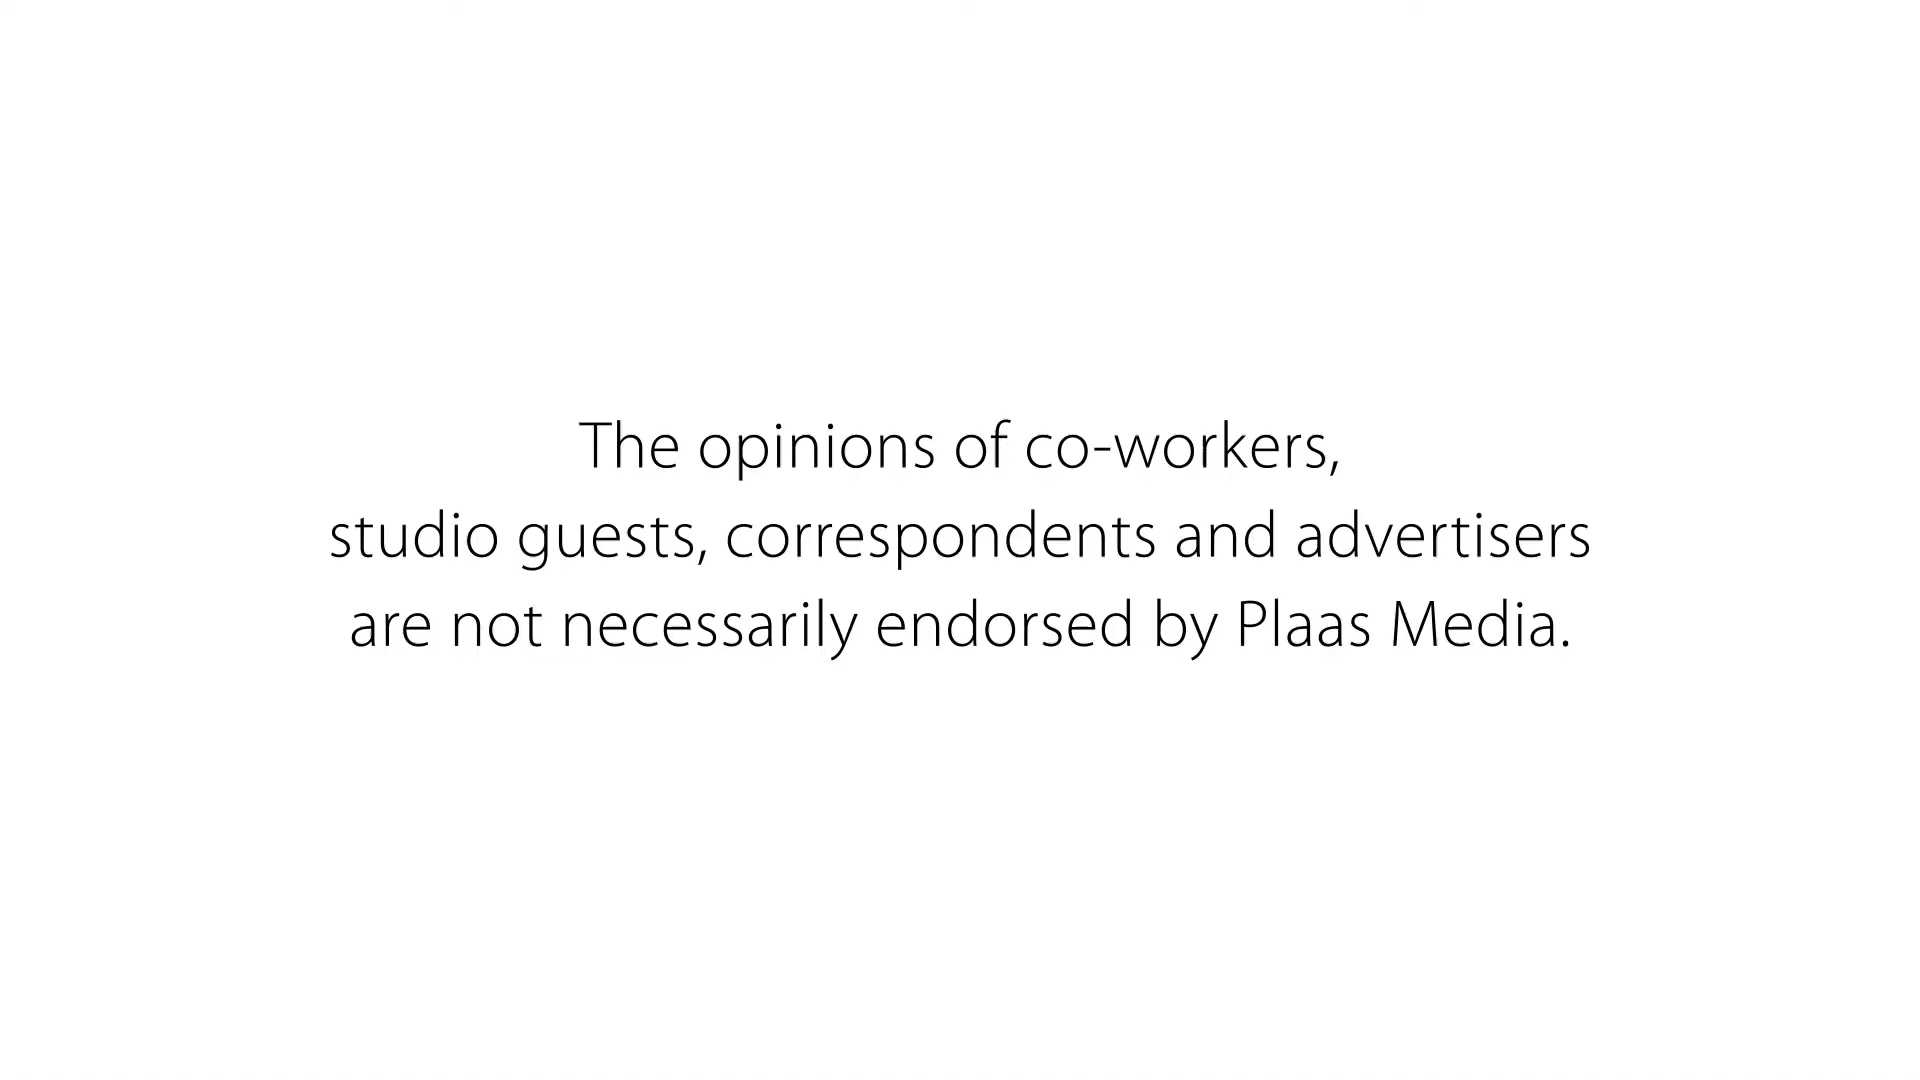 The opinions of co-workers,
studio guests, correspondents and advertisers
are not necessarily endorsed by Plaas Media.